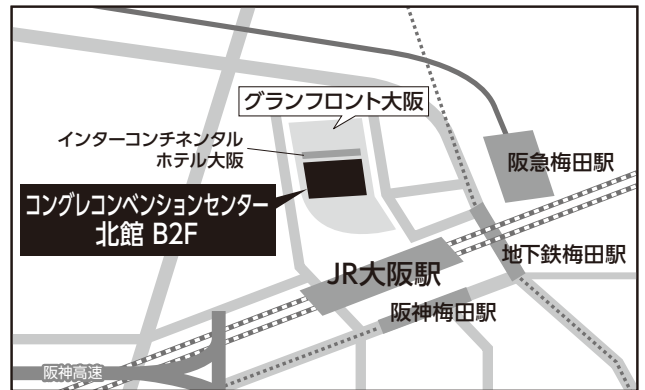 グランフロント大阪
インターコンチネンタル
ホテル大阪
阪急梅田駅
コングレコンベンションセンター
北館 B2F
地下鉄梅田駅
JR大阪駅
阪神梅田駅
阪神高速